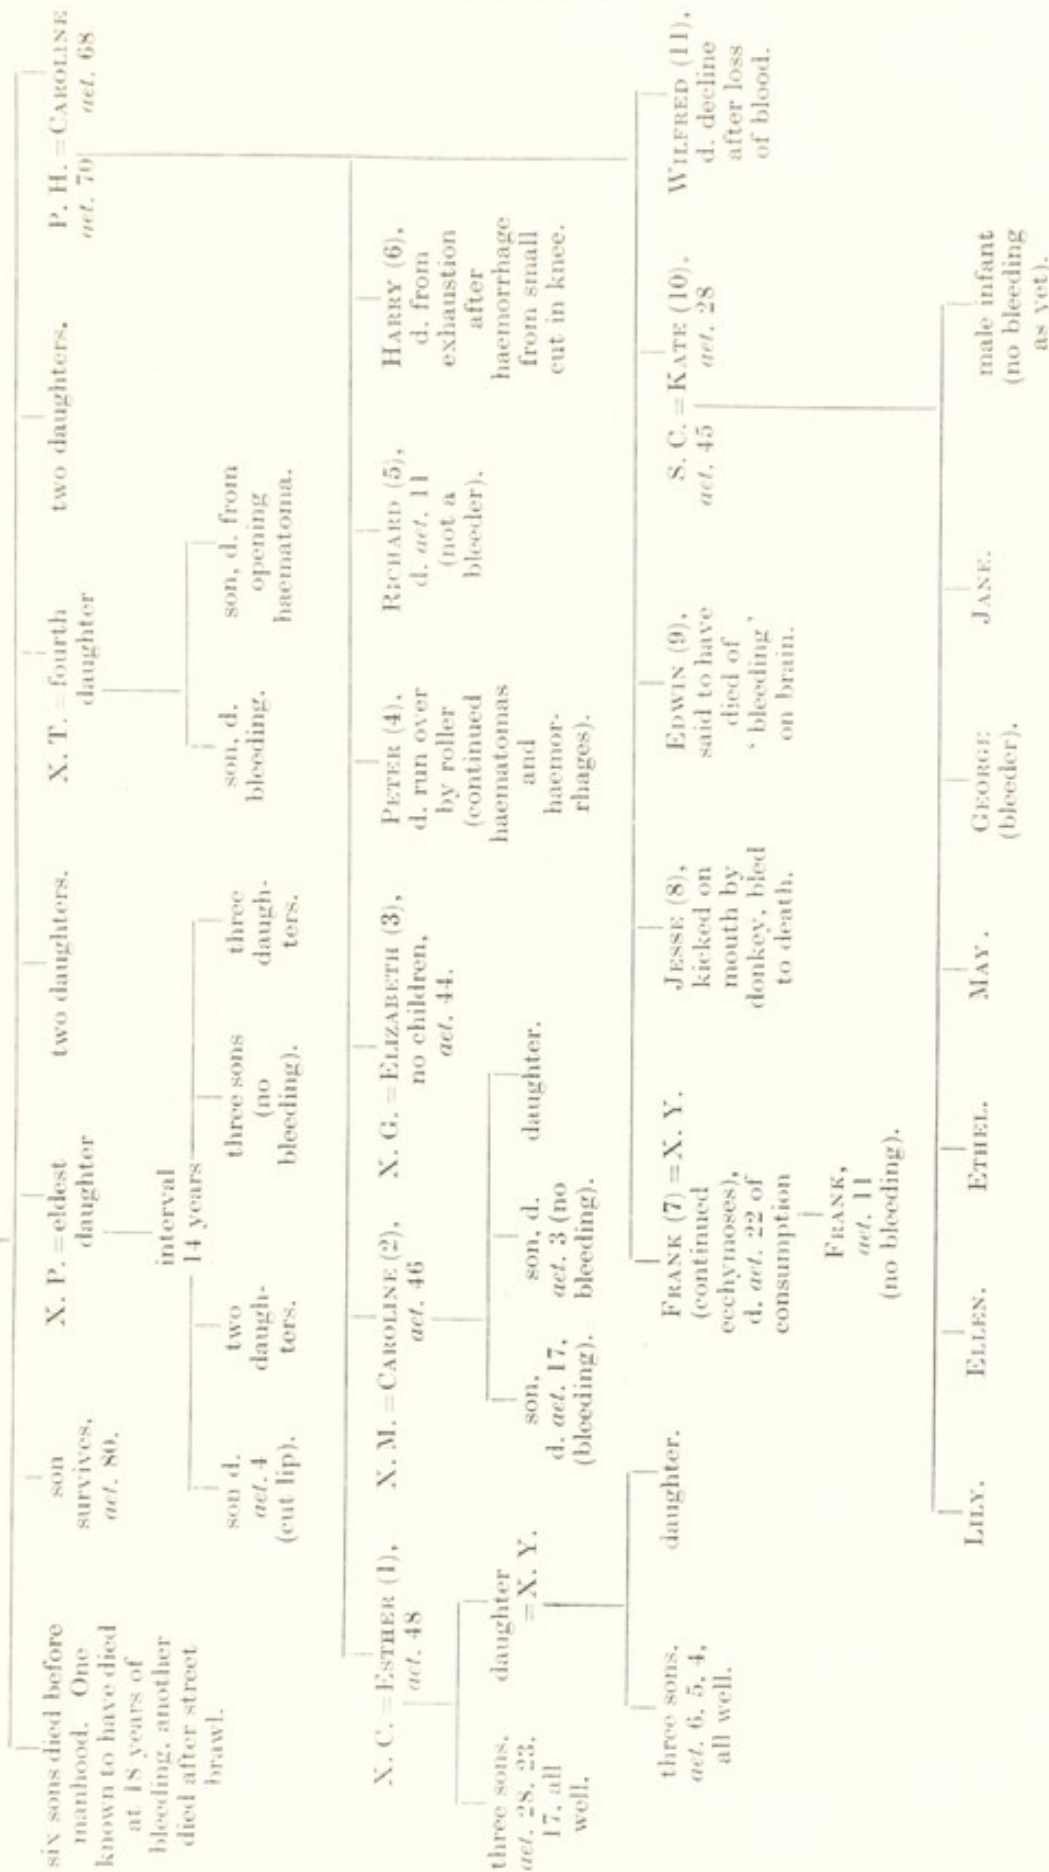 six sons died before
manhood. One
known to have died
at 18 years of
bleeding, another
died after street
brawl.
son
survives,
aet. 80.
X. P. = eldest
daughter
two daughters.
X. T. = fourth
daughter
two daughters.
P. H. = CAROLINE
aet. 70 aet. 68
interval
14 years
son d.
aet. 4
(cut lip).
two
daugh-
ters.
three sons
(no
bleeding).
three
daugh-
ters.
son, d.
bleeding.
son, d. from
opening
haematoma.
X. C. = ESTHER (1),
aet. 48
X. M. = CAROLINE (2),
aet. 46
X. G. = ELIZABETH (3),
no children,
aet. 44.
PETER (4),
d. run over
by roller
(continued
haematomas
and
haemor-
rhages).
RICHARD (5),
d. aet. 11
(not a
bleeder).
HARRY (6),
d. from
exhaustion
after
haemorrhage
from small
cut in knee.
three sons,
aet. 28, 23,
17, all
well.
daughter
= X. Y.
son,
d. aet. 17,
(bleeding).
son, d.
aet. 3 (no
bleeding).
daughter.
three sons,
aet. 6, 5, 4,
all well.
daughter.
FRANK (7) = X. Y.
(continued
ecchymoses),
d. aet. 22 of
consumption
JESSE (8),
kicked on
mouth by
donkey, bled
to death.
EDWIN (9),
said to have
died of
‘bleeding’
on brain.
S. C. = KATE (10),
aet. 45 aet. 28
WILFRED (11),
d. decline
after loss
of blood.
FRANK,
aet. 11
(no bleeding).
LILY.
ELLEN.
ETHEL.
MAY.
GEORGE
(bleeder).
JANE.
male infant
(no bleeding
as yet).